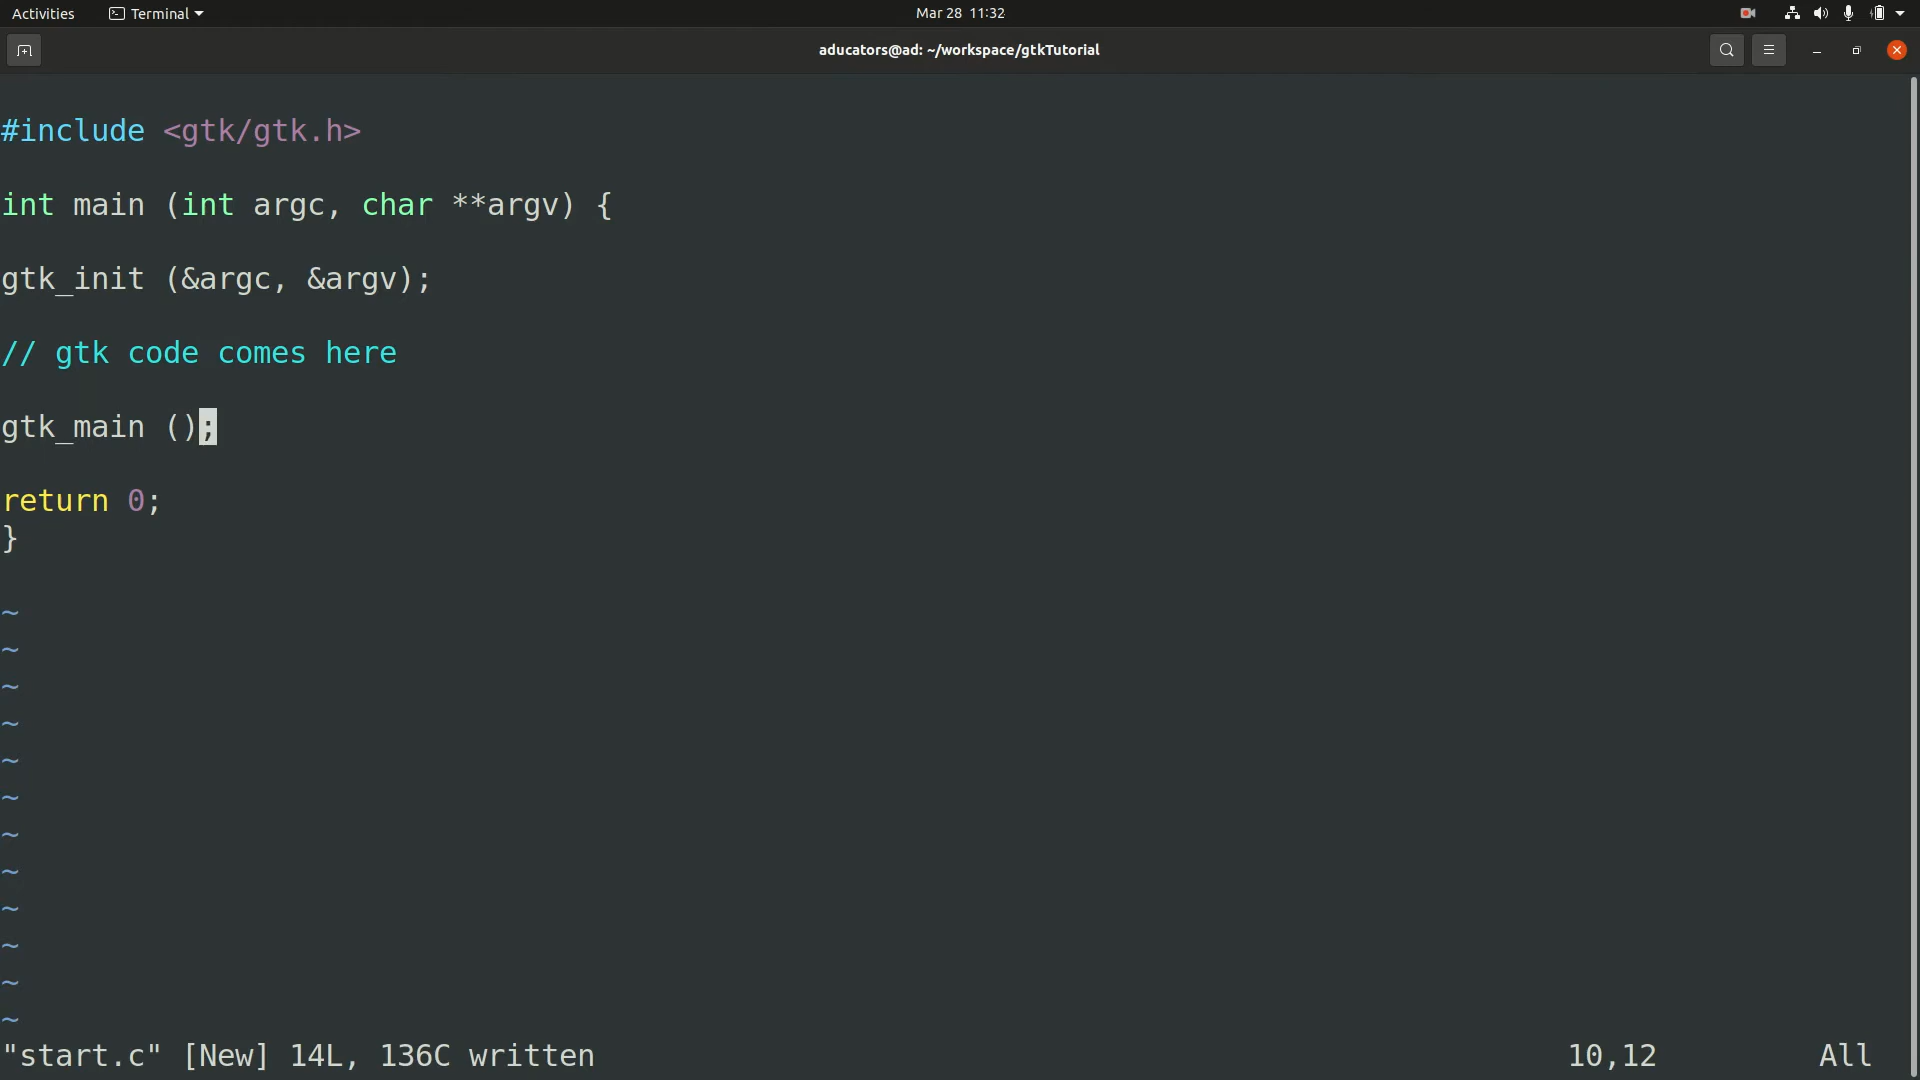 Activities Terminal Mar 28 11:32
aducators@ad: ~/workspace/gtkTutorial
#include <gtk/gtk.h>
int main (int argc, char **argv) {
gtk_init (&argc, &argv);
// gtk code comes here
gtk_main ();
return 0;
}
~
~
~
~
~
~
~
~
~
~
~
~
"start.c" [New] 14L, 136C written 10,12 All